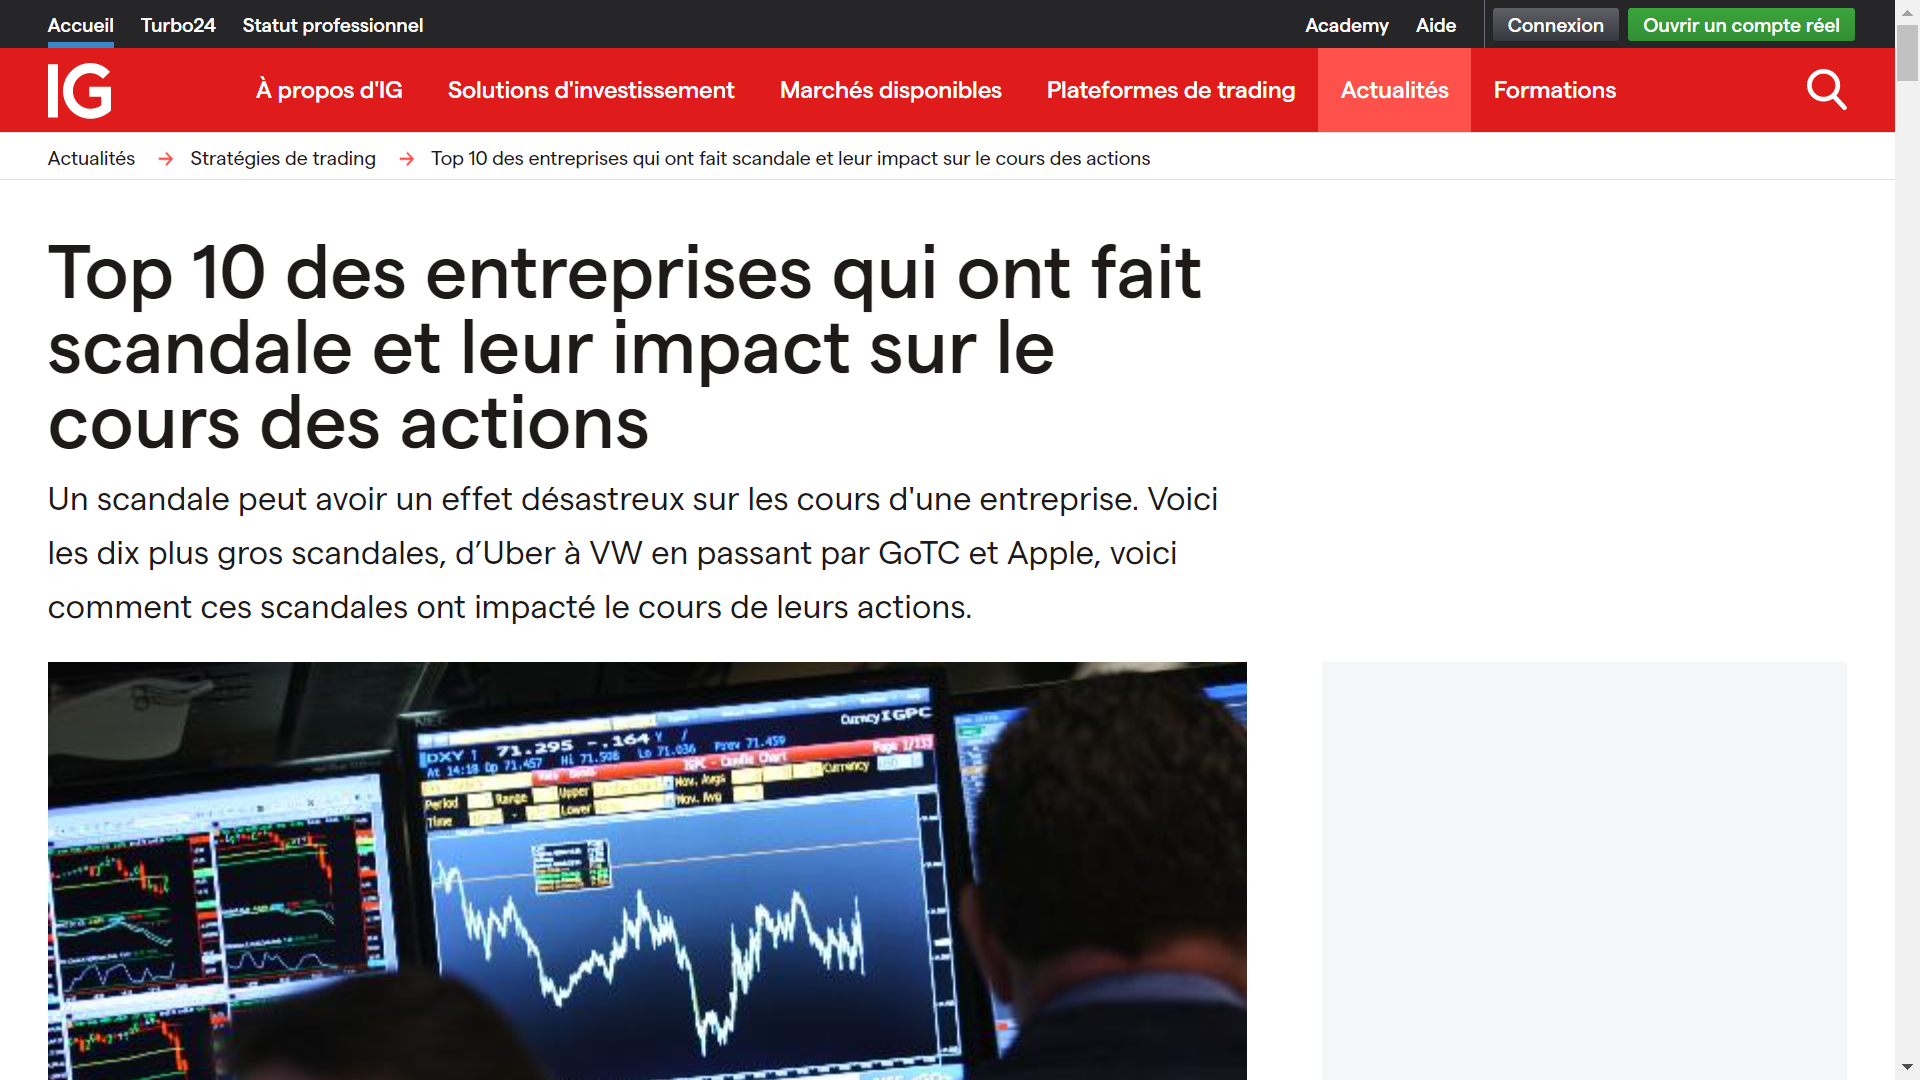 Accueil Turbo24 Statut professionnel Academy Aide Connexion Ouvrir un compte réel
IG À propos d'IG Solutions d'investissement Marchés disponibles Plateformes de trading Actualités Formations
Actualités → Stratégies de trading → Top 10 des entreprises qui ont fait scandale et leur impact sur le cours des actions
Top 10 des entreprises qui ont fait
scandale et leur impact sur le
cours des actions
Un scandale peut avoir un effet désastreux sur les cours d'une entreprise. Voici
les dix plus gros scandales, d’Uber à VW en passant par GoTC et Apple, voici
comment ces scandales ont impacté le cours de leurs actions.
NEC
Curncy IGPC
DXY ↑ 71.295 -.164 Y /
At 14:18 Op 71.457 Hi 71.508 Lo 71.036 Prev 71.459
IGPC - Candle Chart Page 1/133
Period Range Upper Mov. Avgs Currency
Time - Lower Mov. Avg